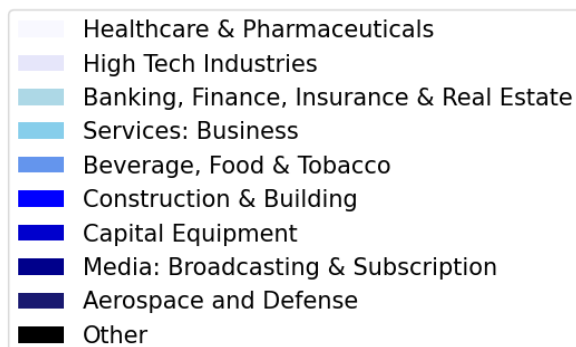 Healthcare & Pharmaceuticals
High Tech Industries
Banking, Finance, Insurance & Real Estate
Services: Business
Beverage, Food & Tobacco
Construction & Building
Capital Equipment
Media: Broadcasting & Subscription
Aerospace and Defense
Other